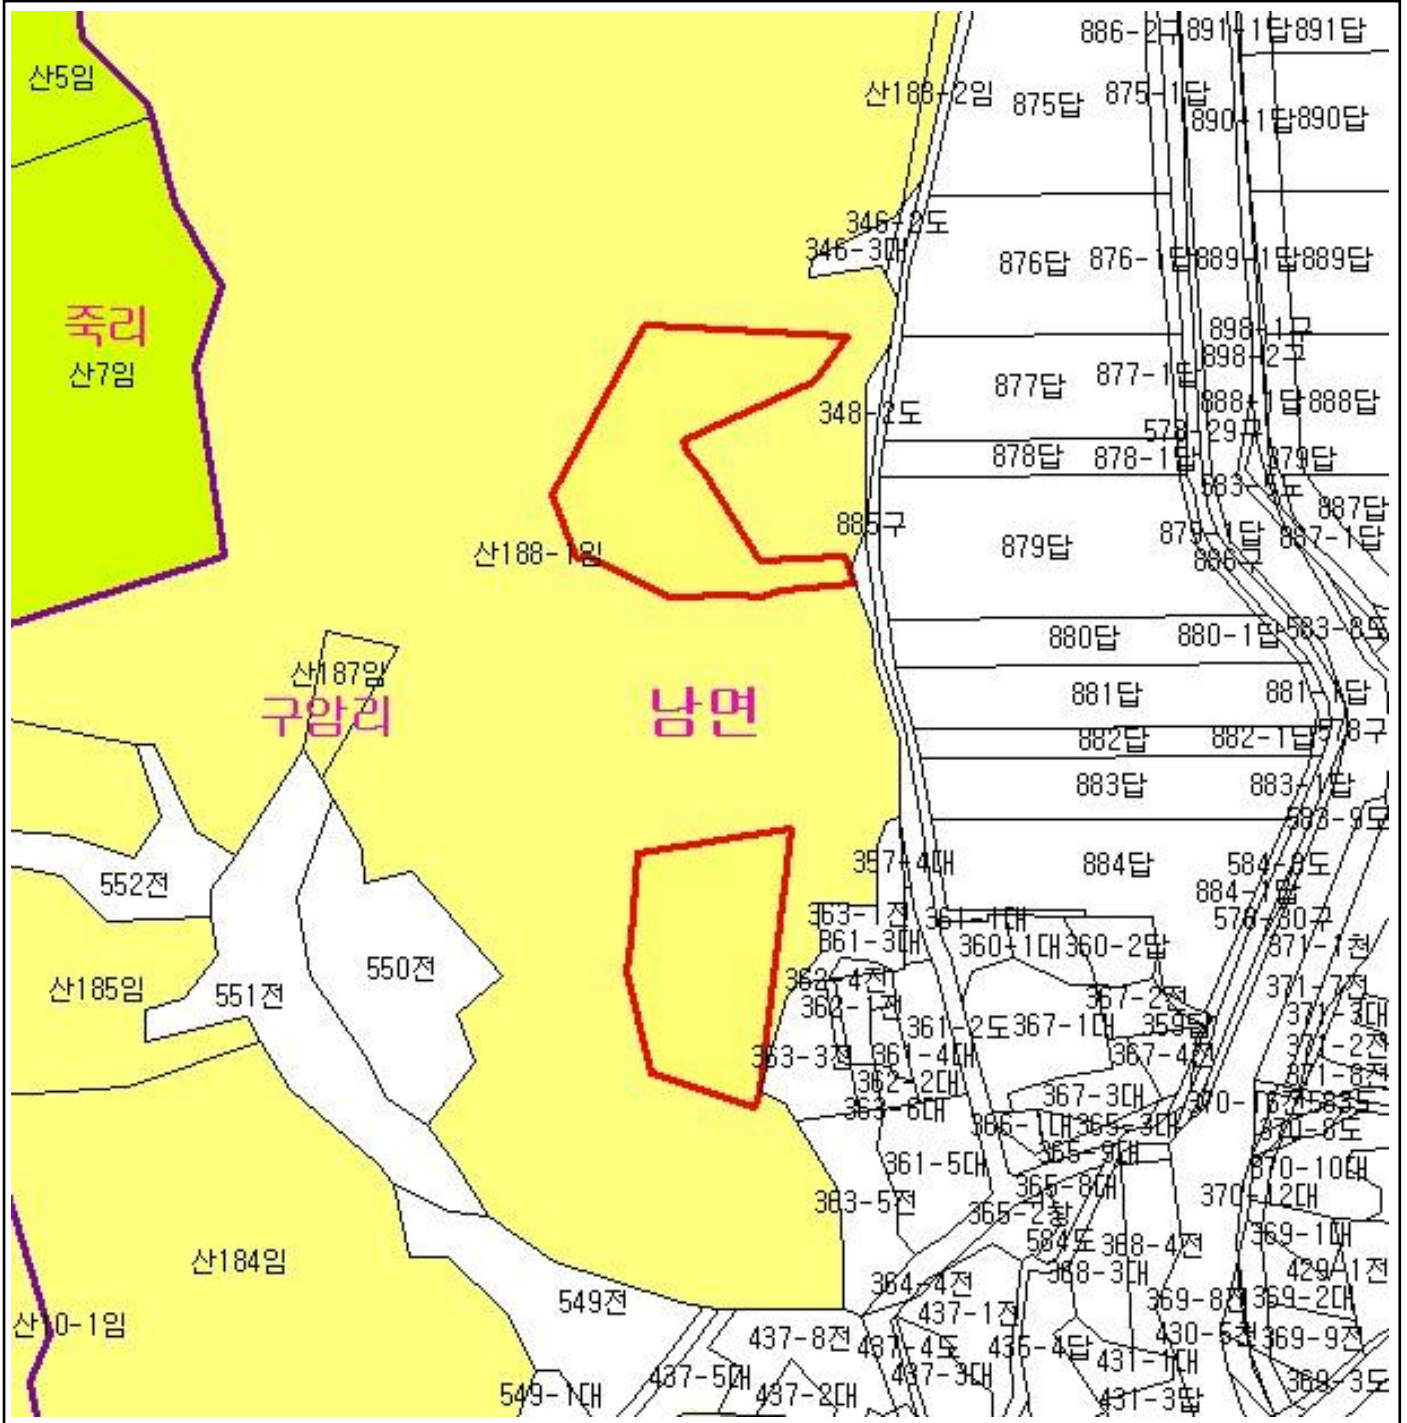 886-2구 891-1답 891답
산5임
산188-2임 875답 875-1답
890-1답 890답
346-2도
346-3대 876답 876-1답 889-1답 889답
죽리
898-1구
898-2구
산7임 877답 877-1답
888-1답 888답
348-2도
578-29구
878답 878-1답 379답
887답
885구
879답 879-1답 887-1답
산188-1임 886구
880답 880-1답 583-8도
산187임
구암리 남면
881답 881-1답
882답 882-1답 578구
883답 883-1답
583-9도
357-4대 884답 584-8도
552전 884-1답
363-1전 361-1대 578-30구
361-3대 360-1대 360-2답 371-1천
550전
362-4전
산185임 551전 367-2전 371-7전
362-1전
361-2도 367-1대 359답 371-3대
363-3전 361-4대 367-4전 371-2전
362-2대 371-8전
363-6대 367-3대 583도
366-1대 365-3대 370-8도
365-9대
361-5대 370-10대
365-8대 370-12대
363-5전 365-2창
584도 368-4전 369-1대
산184임 368-3대 429-1전
364-4전
549전 437-1전 369-8전 369-2대
산10-1임
437-8전 437-4도 435-4답 430-5전 369-9전
431-1대
437-5대 437-3대 369-3도
549-1대 437-2대 431-3답